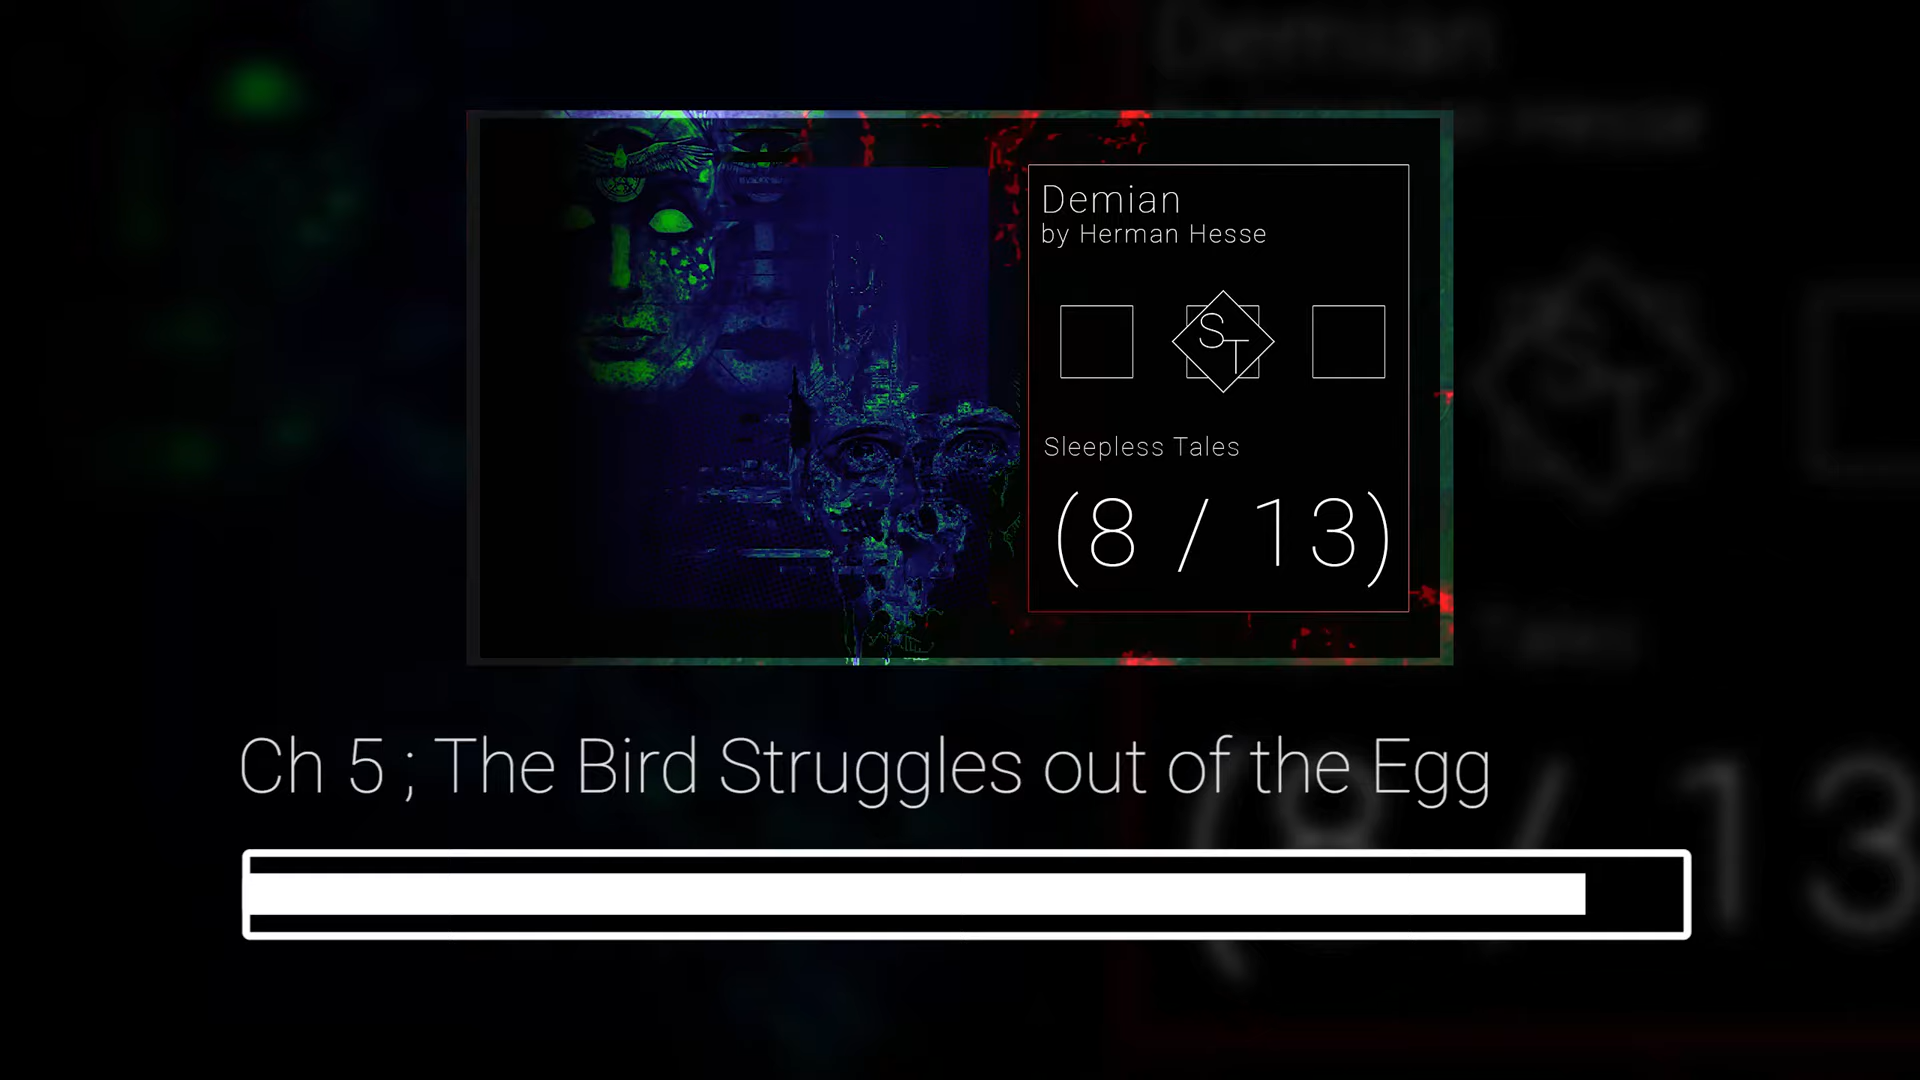 Demian
by Herman Hesse
ST
Sleepless Tales
(8 / 13)
Ch 5 ; The Bird Struggles out of the Egg